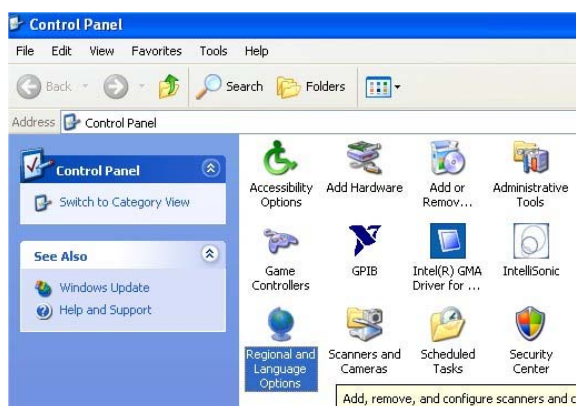 Control Panel
File Edit View Favorites Tools Help
Back Search Folders
Address Control Panel
Control Panel
Switch to Category View
See Also
Windows Update
Help and Support
Accessibility
Options
Add Hardware
Add or
Remov...
Administrative
Tools
Game
Controllers
GPIB
Intel(R) GMA
Driver for ...
IntelliSonic
Regional and
Language
Options
Scanners and
Cameras
Scheduled
Tasks
Security
Center
Add, remove, and configure scanners and c